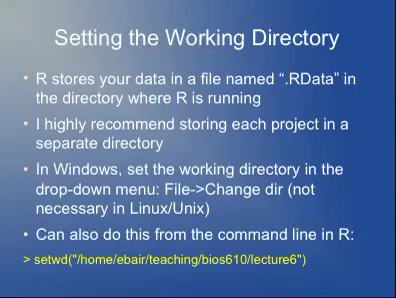 Setting the Working Directory
• R stores your data in a file named “.RData” in
the directory where R is running
• I highly recommend storing each project in a
separate directory
• In Windows, set the working directory in the
drop-down menu: File->Change dir (not
necessary in Linux/Unix)
• Can also do this from the command line in R:
> setwd("/home/ebair/teaching/bios610/lecture6")